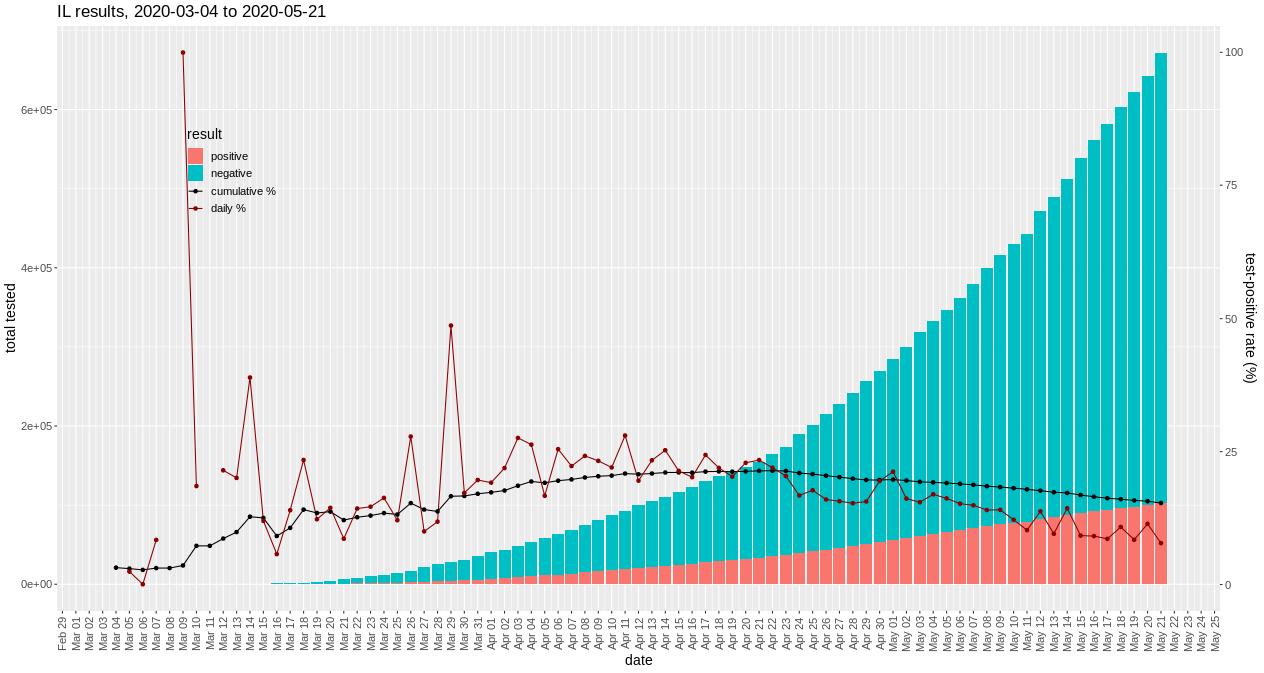 IL results, 2020-03-04 to 2020-05-21
total tested
6e+05
4e+05
2e+05
0e+00
result
positive
negative
cumulative %
daily %
100
75
50
25
0
test-positive rate (%)
Feb 29
Mar 01
Mar 02
Mar 03
Mar 04
Mar 05
Mar 06
Mar 07
Mar 08
Mar 09
Mar 10
Mar 11
Mar 12
Mar 13
Mar 14
Mar 15
Mar 16
Mar 17
Mar 18
Mar 19
Mar 20
Mar 21
Mar 22
Mar 23
Mar 24
Mar 25
Mar 26
Mar 27
Mar 28
Mar 29
Mar 30
Mar 31
Apr 01
Apr 02
Apr 03
Apr 04
Apr 05
Apr 06
Apr 07
Apr 08
Apr 09
Apr 10
Apr 11
Apr 12
Apr 13
Apr 14
Apr 15
Apr 16
Apr 17
Apr 18
Apr 19
Apr 20
Apr 21
Apr 22
Apr 23
Apr 24
Apr 25
Apr 26
Apr 27
Apr 28
Apr 29
Apr 30
May 01
May 02
May 03
May 04
May 05
May 06
May 07
May 08
May 09
May 10
May 11
May 12
May 13
May 14
May 15
May 16
May 17
May 18
May 19
May 20
May 21
May 22
May 23
May 24
May 25
date